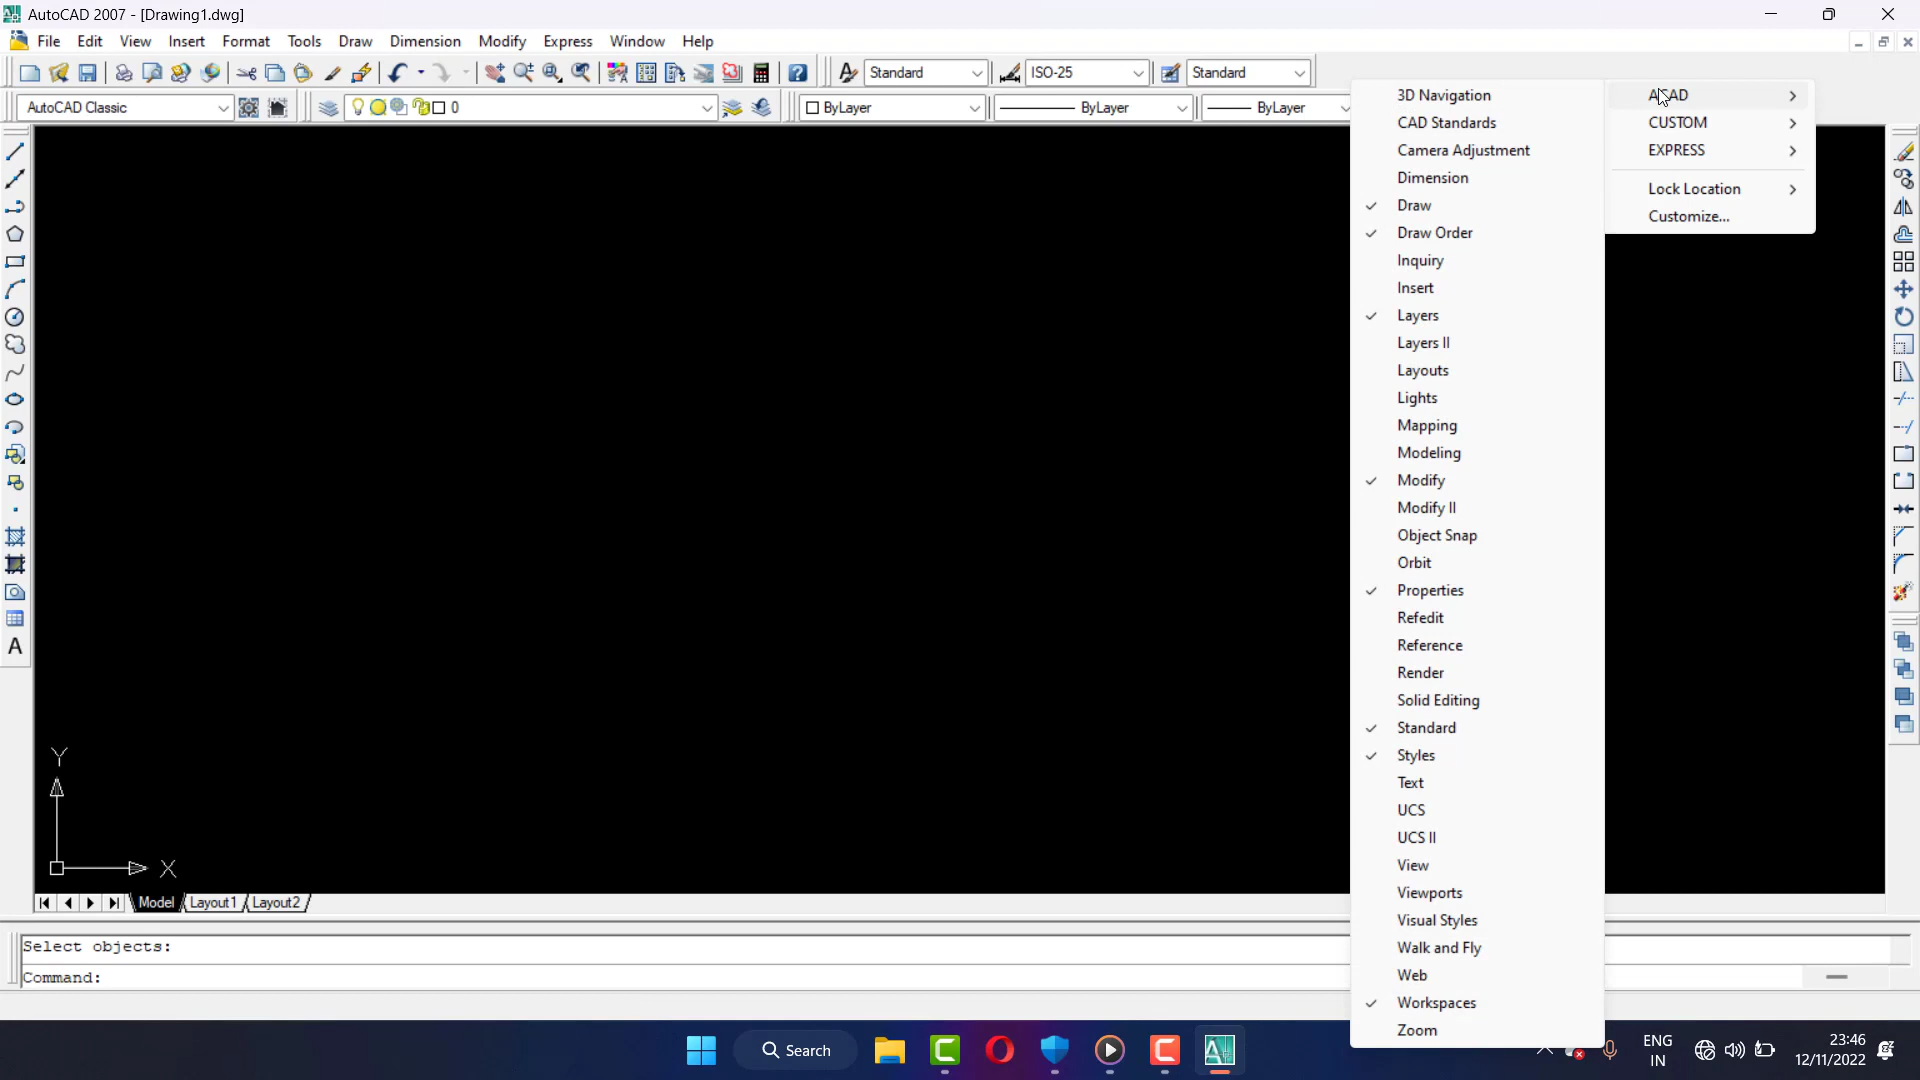 AutoCAD 2007 - [Drawing1.dwg]
File Edit View Insert Format Tools Draw Dimension Modify Express Window Help
Standard ISO-25 Standard
AutoCAD Classic 0 ByLayer ByLayer ByLayer
3D Navigation
CAD Standards
Camera Adjustment
Dimension
Draw
Draw Order
Inquiry
Insert
Layers
Layers II
Layouts
Lights
Mapping
Modeling
Modify
Modify II
Object Snap
Orbit
Properties
Refedit
Reference
Render
Solid Editing
Standard
Styles
Text
UCS
UCS II
View
Viewports
Visual Styles
Walk and Fly
Web
Workspaces
Zoom
ACAD
CUSTOM
EXPRESS
Lock Location
Customize...
A
Y
X
Model Layout1 Layout2
Select objects:
Command:
Search
ENG
IN
23:46
12/11/2022